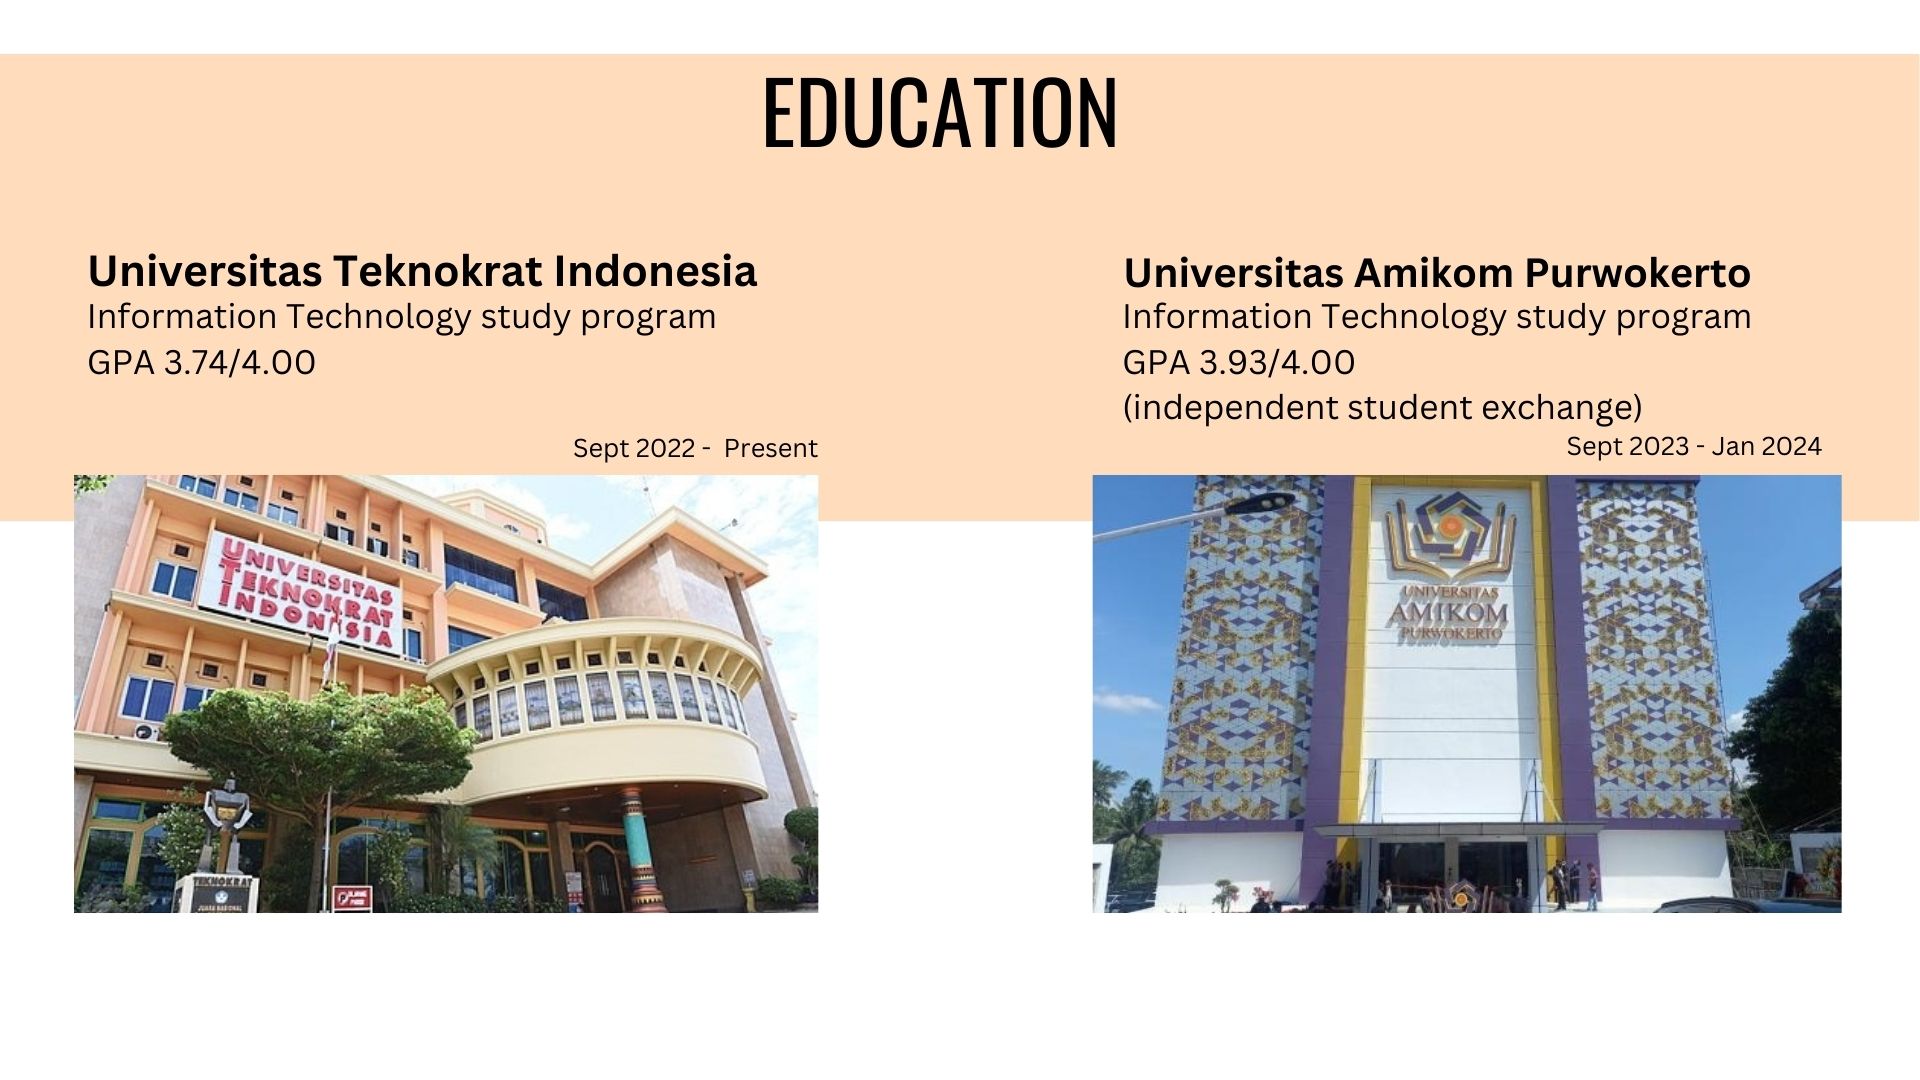 EDUCATION
Universitas Teknokrat Indonesia
Information Technology study program
GPA 3.74/4.00
Sept 2022 - Present
UNIVERSITAS
TEKNOKRAT
INDONESIA
TEKNOKRAT
Universitas Amikom Purwokerto
Information Technology study program
GPA 3.93/4.00
(independent student exchange)
Sept 2023 - Jan 2024
UNIVERSITAS
AMIKOM
PURWOKERTO